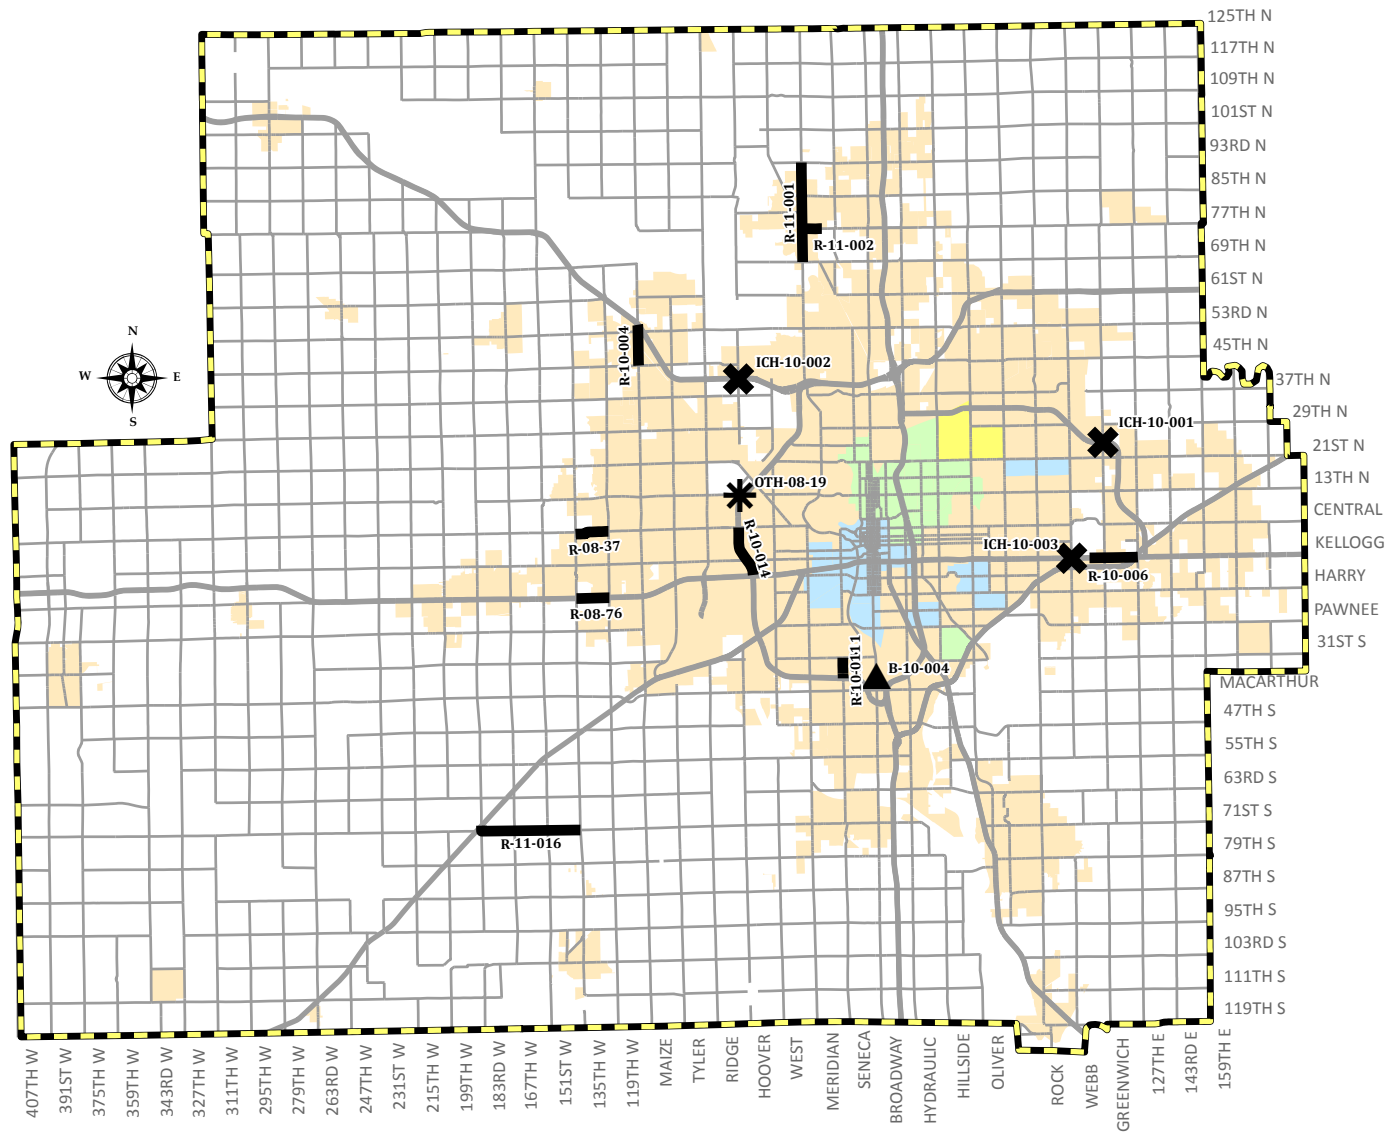 125TH N
117TH N
109TH N
101ST N
93RD N
85TH N
77TH N
69TH N
61ST N
53RD N
45TH N
37TH N
29TH N
21ST N
13TH N
CENTRAL
KELLOGG
HARRY
PAWNEE
31ST S
MACARTHUR
47TH S
55TH S
63RD S
71ST S
79TH S
87TH S
95TH S
103RD S
111TH S
119TH S
N
W
E
S
R-11-001
R-11-002
R-10-004
ICH-10-002
ICH-10-001
OTH-08-19
R-10-014
R-08-37
ICH-10-003
R-10-006
R-08-76
R-10-0111
B-10-004
R-11-016
407TH W
391ST W
375TH W
359TH W
343RD W
327TH W
311TH W
295TH W
279TH W
263RD W
247TH W
231ST W
215TH W
199TH W
183RD W
167TH W
151ST W
135TH W
119TH W
MAIZE
TYLER
RIDGE
HOOVER
WEST
MERIDIAN
SENECA
BROADWAY
HYDRAULIC
HILLSIDE
OLIVER
ROCK
WEBB
GREENWICH
127TH E
143RD E
159TH E